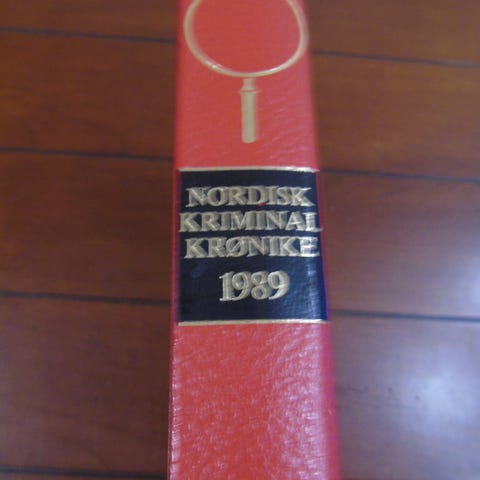 NORDISK
KRIMINAL
KRØNIKE
1989